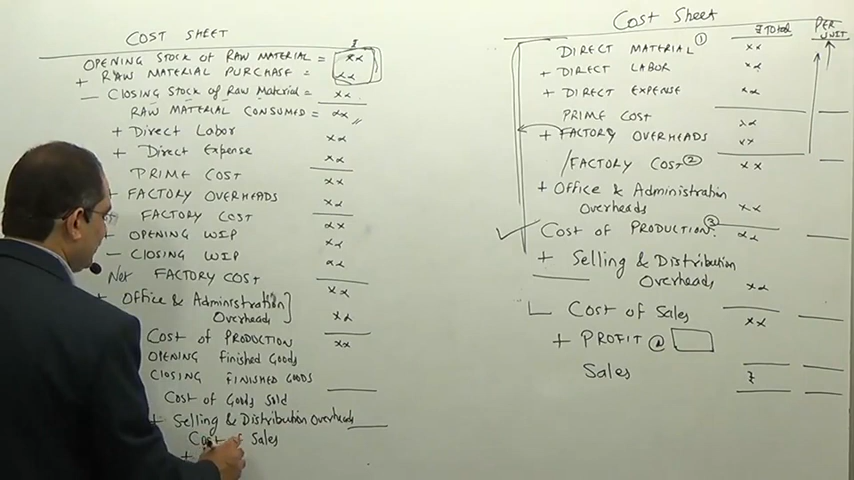 COST SHEET
I
OPENING STOCK of RAW MATERIAL = xx
+ RAW MATERIAL PURCHASE = xx
- CLOSING STOCK of Raw Material = xx
RAW MATERIAL CONSUMED = xx
+ Direct Labor xx
+ Direct Expense xx
PRIME COST xx
+ FACTORY OVERHEADS xx
FACTORY COST xx
+ OPENING WIP xx
- CLOSING WIP xx
Net FACTORY COST xx
+ Office & Administration
Overheads xx
Cost of PRODUCTION xx
OPENING Finished Goods
CLOSING FINISHED GOODS
Cost of Goods Sold
+ Selling & Distribution Overheads
Cost of Sales
+
Cost Sheet
₹ Total PER UNIT
DIRECT MATERIAL ① xx
+ DIRECT LABOR xx
+ DIRECT EXPENSE xx
PRIME COST xx
+ FACTORY OVERHEADS xx
FACTORY COST ② xx
+ Office & Administration
Overheads xx
Cost of PRODUCTION. ③ xx
+ Selling & Distribution
Overheads xx
Cost of Sales xx
+ PROFIT @
Sales ₹